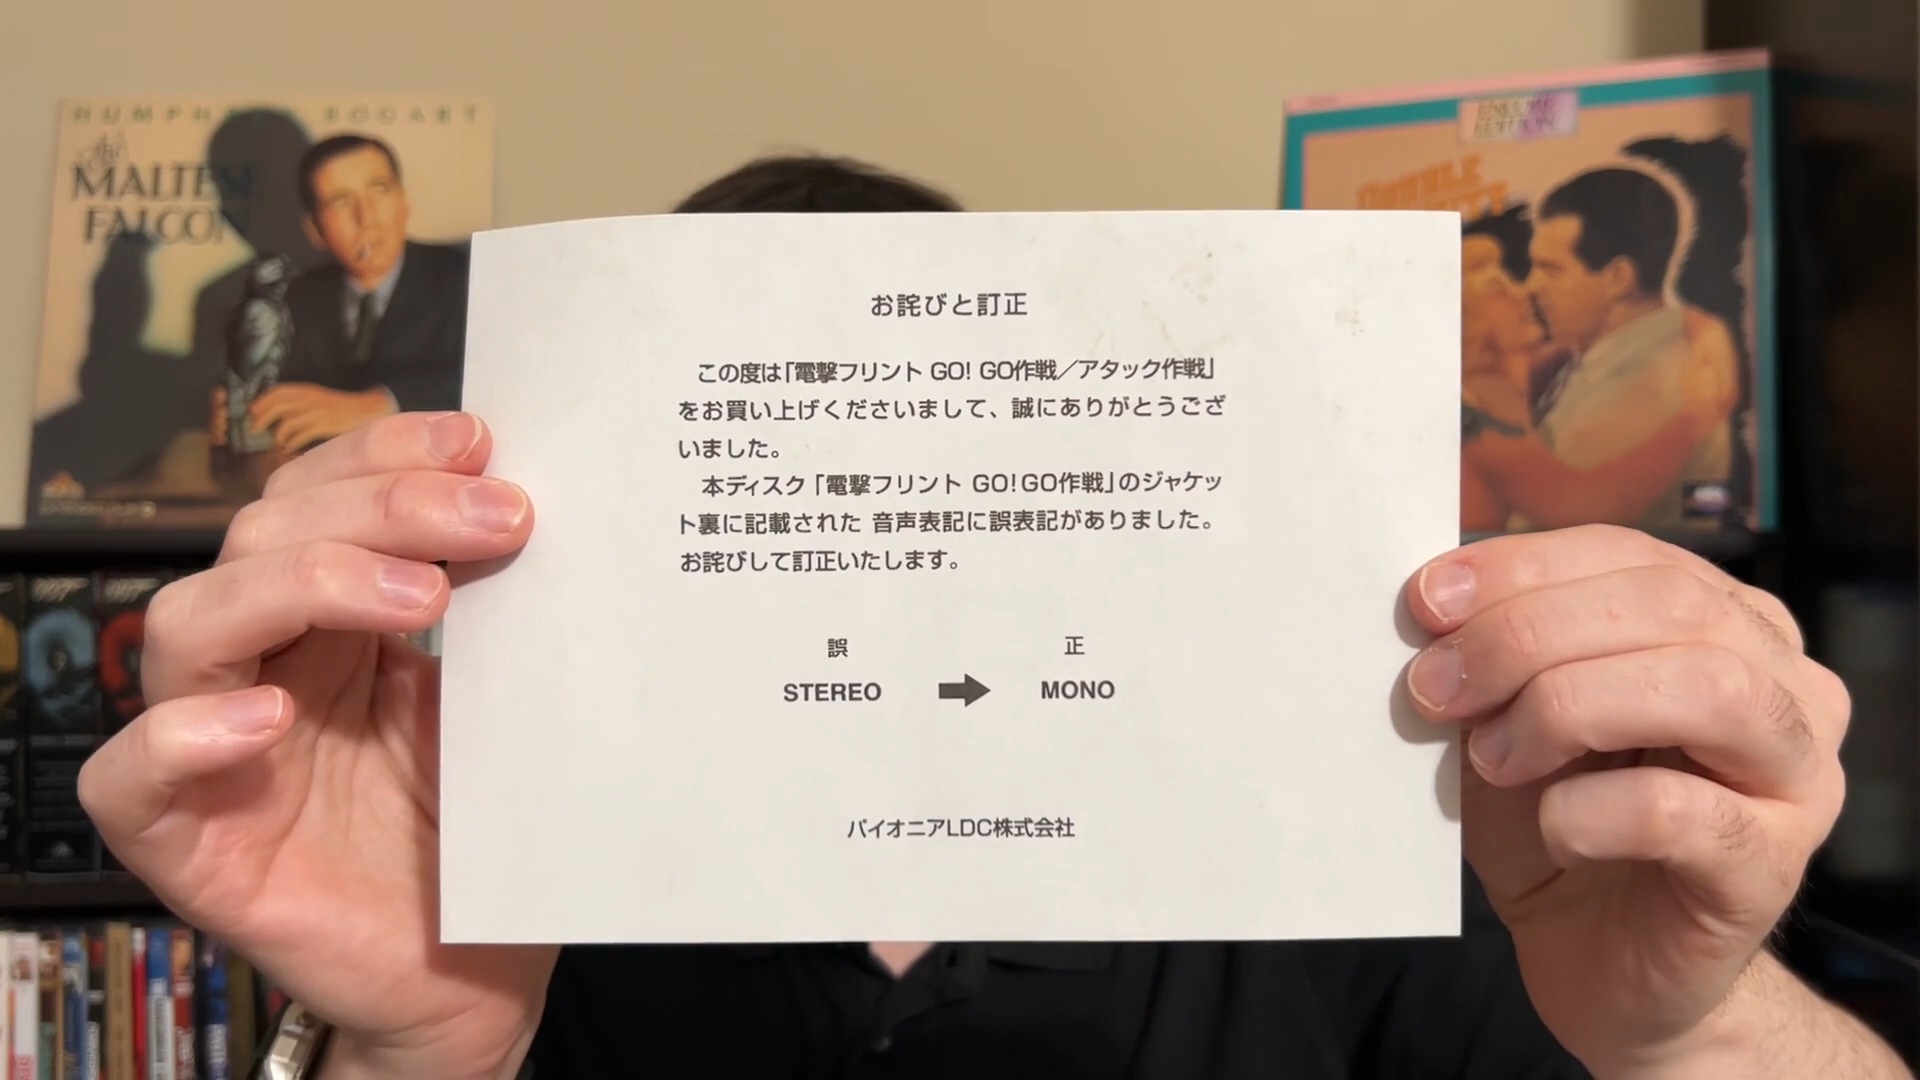 HUMPH BOGART
The
MALTESE
FALCON
お詫びと訂正
この度は「電撃フリント GO! GO作戦／アタック作戦」
をお買い上げくださいまして、誠にありがとうござ
いました。
本ディスク「電撃フリント GO!GO作戦」のジャケッ
ト裏に記載された 音声表記に誤表記がありました。
お詫びして訂正いたします。
誤 正
STEREO ➡ MONO
パイオニアLDC株式会社
007
007